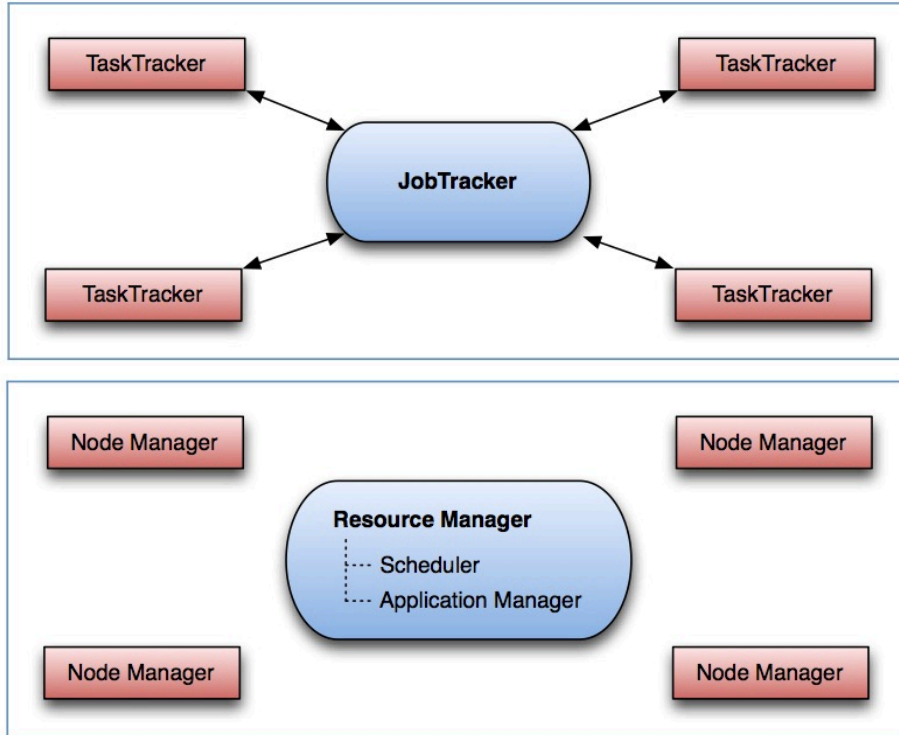 TaskTracker
TaskTracker
JobTracker
TaskTracker
TaskTracker
Node Manager
Node Manager
Resource Manager
Scheduler
Application Manager
Node Manager
Node Manager